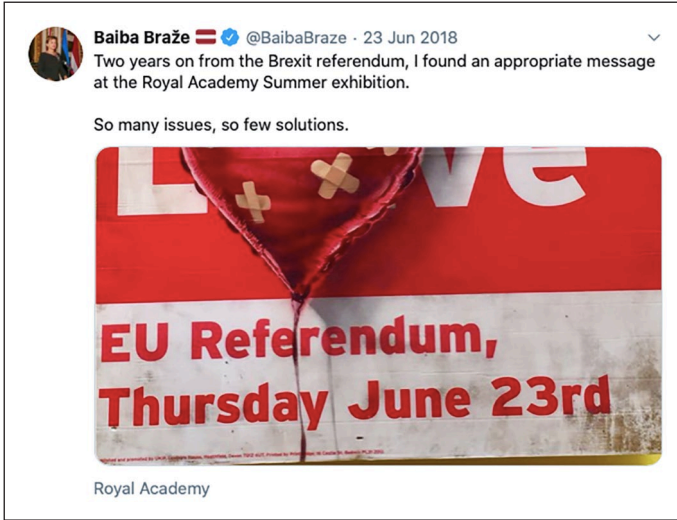 Baiba Braže @BaibaBraze · 23 Jun 2018
Two years on from the Brexit referendum, I found an appropriate message
at the Royal Academy Summer exhibition.
So many issues, so few solutions.
L ve
EU Referendum,
Thursday June 23rd
Royal Academy